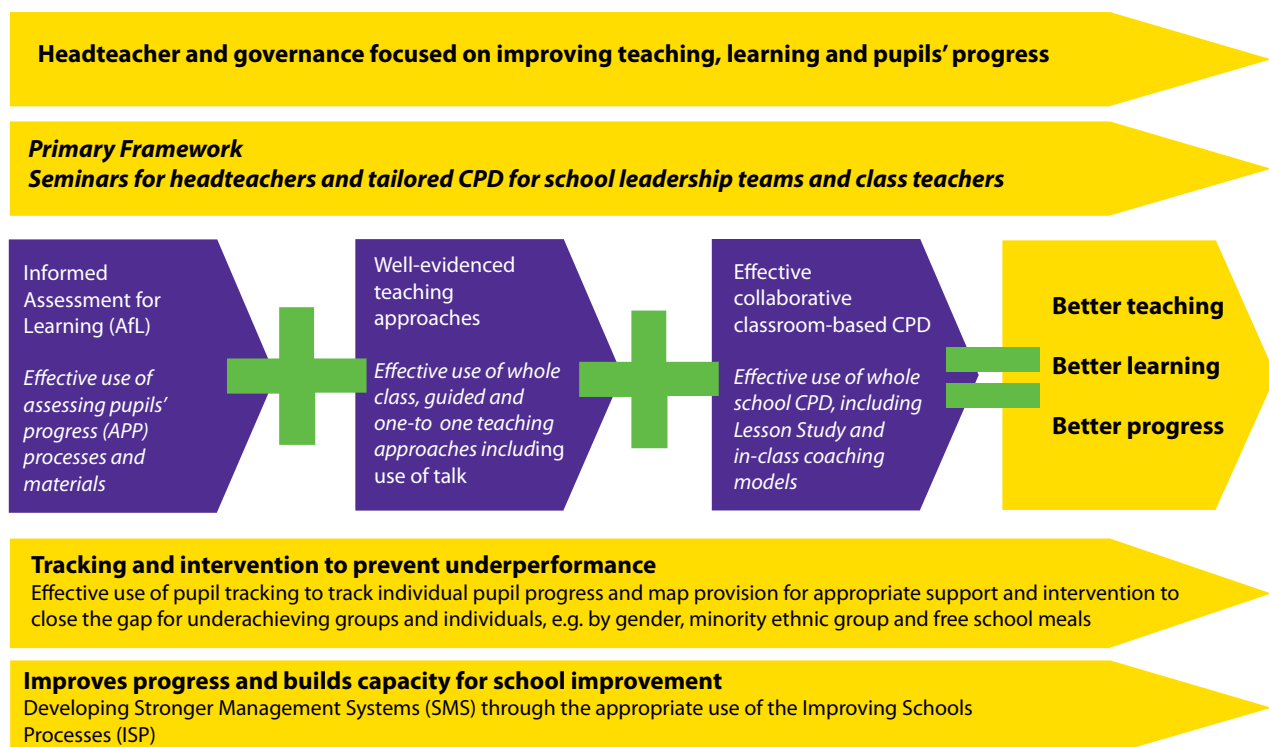 Headteacher and governance focused on improving teaching, learning and pupils’ progress
Primary Framework
Seminars for headteachers and tailored CPD for school leadership teams and class teachers
Informed
Assessment for
Learning (AfL)
Effective use of
assessing pupils’
progress (APP)
processes and
materials
Well-evidenced
teaching
approaches
Effective use of whole
class, guided and
one-to one teaching
approaches including
use of talk
Effective
collaborative
classroom-based CPD
Effective use of whole
school CPD, including
Lesson Study and
in-class coaching
models
Better teaching
Better learning
Better progress
Tracking and intervention to prevent underperformance
Effective use of pupil tracking to track individual pupil progress and map provision for appropriate support and intervention to
close the gap for underachieving groups and individuals, e.g. by gender, minority ethnic group and free school meals
Improves progress and builds capacity for school improvement
Developing Stronger Management Systems (SMS) through the appropriate use of the Improving Schools
Processes (ISP)